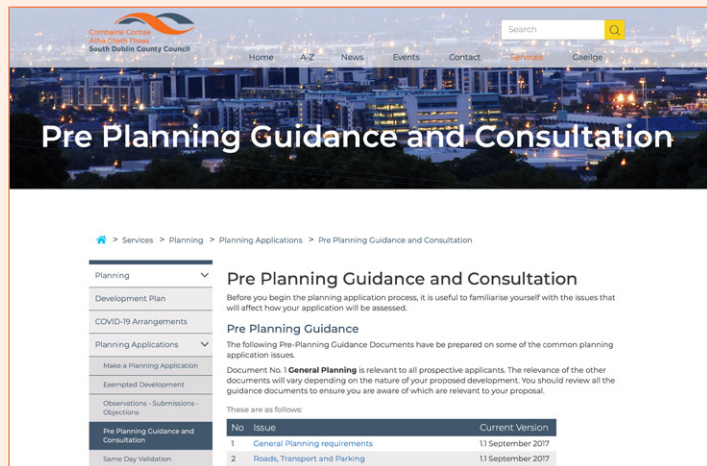 Comhairle Contae
Átha Cliath Theas
South Dublin County Council
Search
Home A-Z News Events Contact Services Gaeilge
Pre Planning Guidance and Consultation
> Services > Planning > Planning Applications > Pre Planning Guidance and Consultation
Planning
Development Plan
COVID-19 Arrangements
Planning Applications
Make a Planning Application
Exempted Development
Observations - Submissions -
Objections
Pre Planning Guidance and
Consultation
Same Day Validation
Pre Planning Guidance and Consultation
Before you begin the planning application process, it is useful to familiarise yourself with the issues that
will affect how your application will be assessed.
Pre Planning Guidance
The following Pre-Planning Guidance Documents have be prepared on some of the common planning
application issues.
Document No. 1 General Planning is relevant to all prospective applicants. The relevance of the other
documents will vary depending on the nature of your proposed development. You should review all the
guidance documents to ensure you are aware of which are relevant to your proposal.
These are as follows:
No Issue Current Version
1 General Planning requirements 1.1 September 2017
2 Roads, Transport and Parking 1.1 September 2017